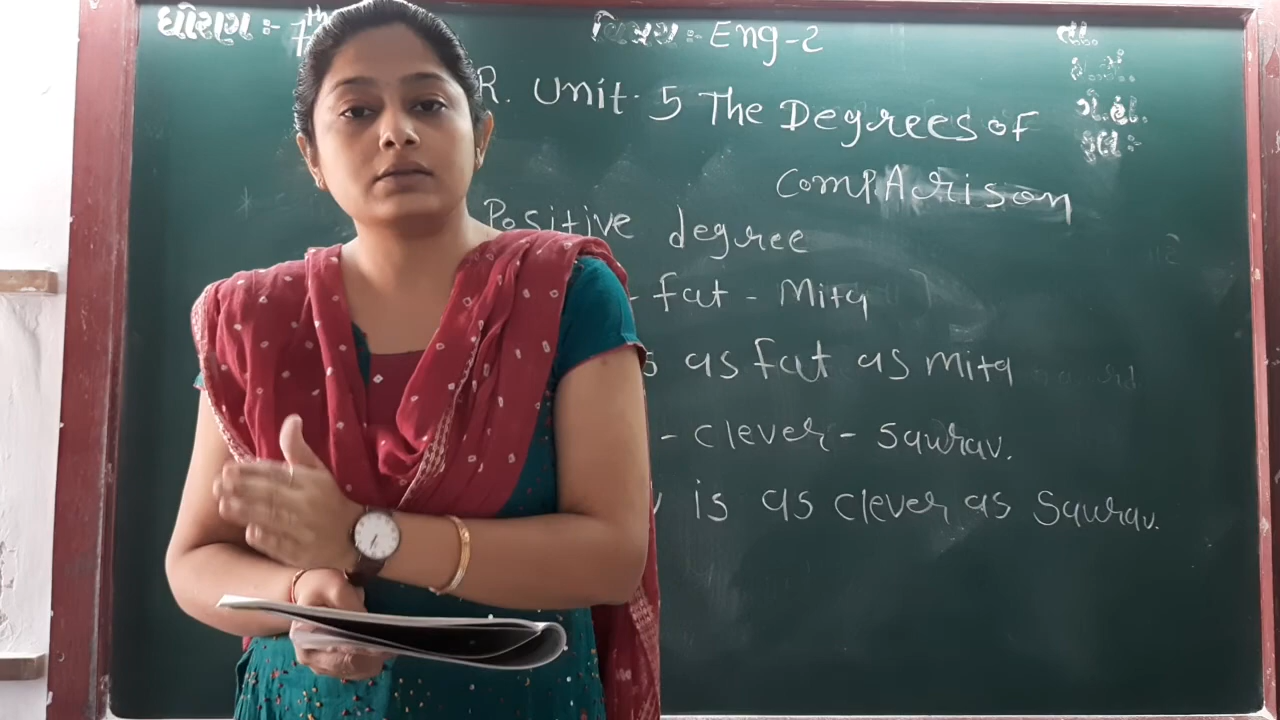 ધોરણ :- 7th
વિષય :- Eng-2
તા.
R. Unit. 5 The Degrees of
CompArison
Positive degree
- fat - Mita
as fat as Mita
- clever - Saurav.
is as clever as Saurav.